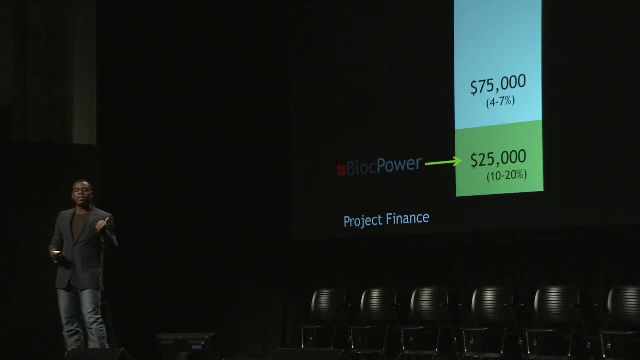 $75,000
(4-7%)
BlocPower
$25,000
(10-20%)
Project Finance